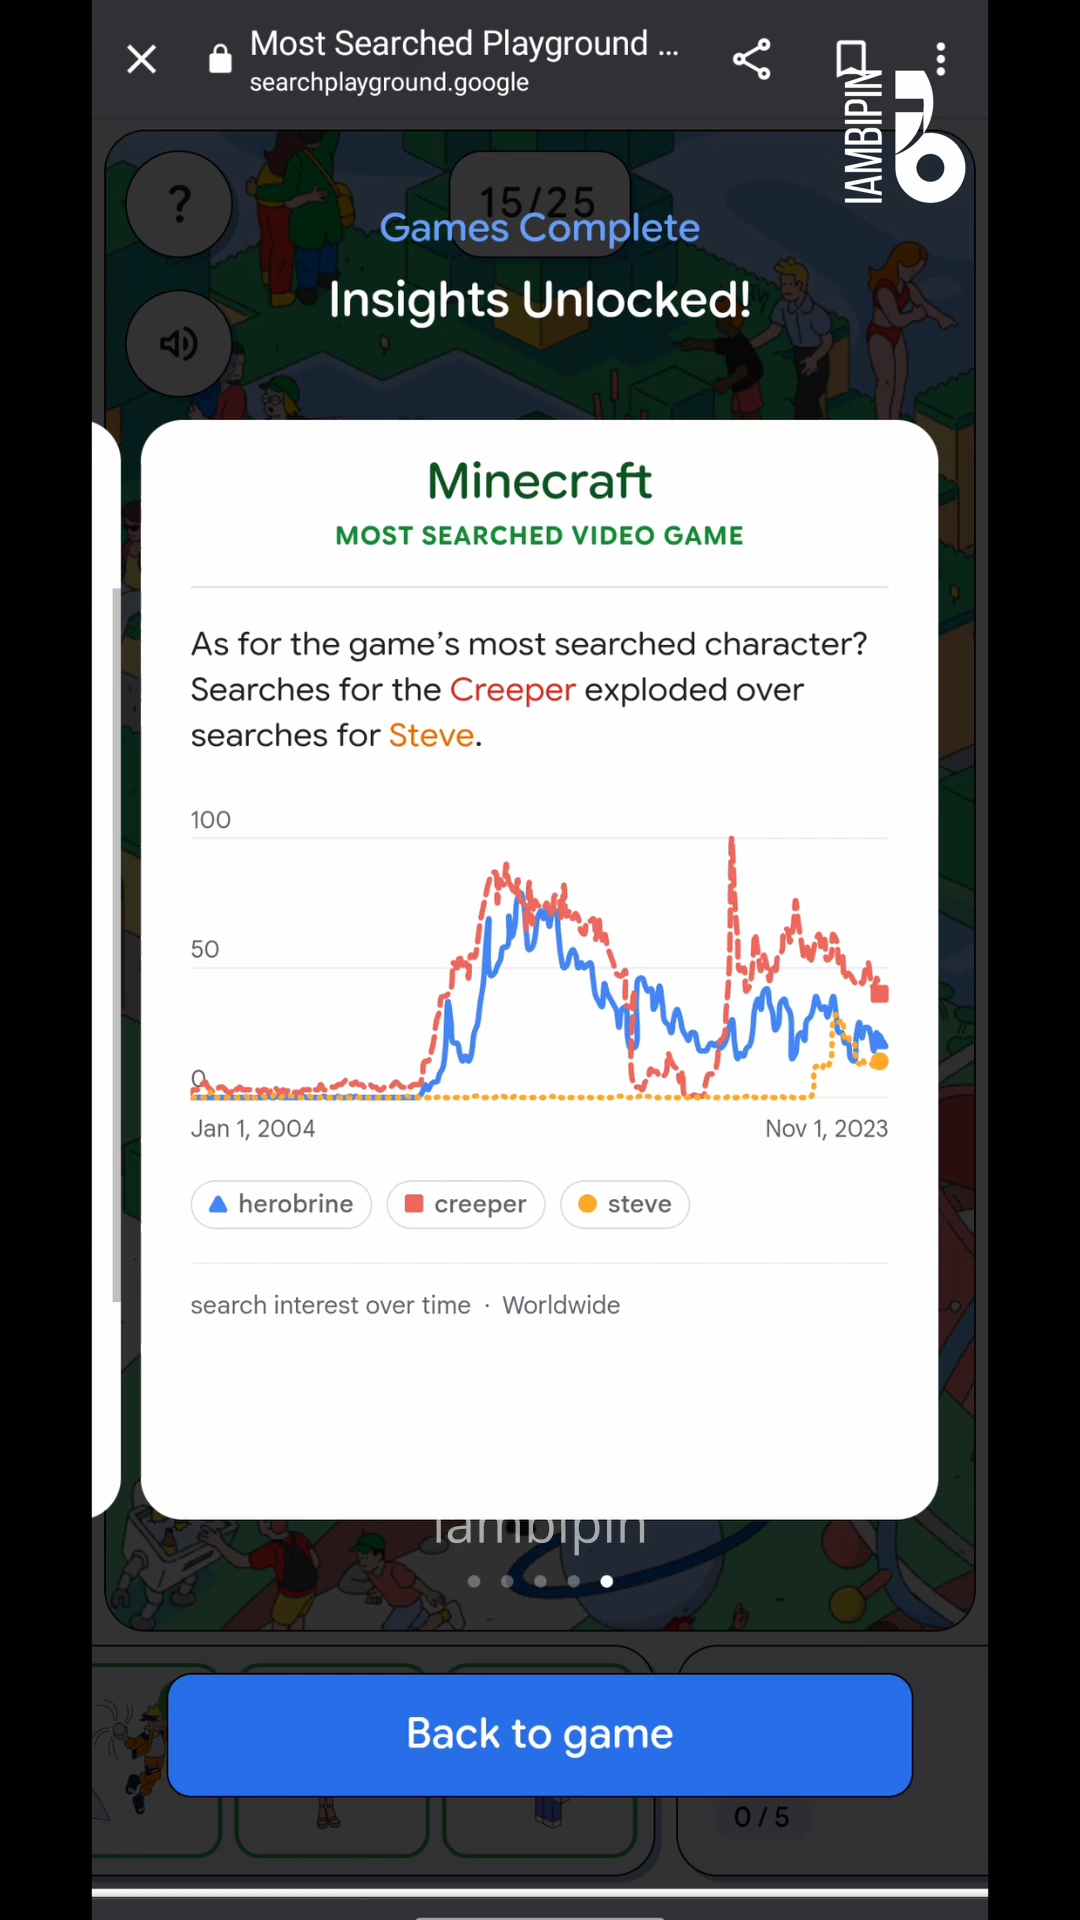 Most Searched Playground ...
searchplayground.google
IAMBIPIN
?
15/25
Games Complete
Insights Unlocked!
Minecraft
MOST SEARCHED VIDEO GAME
As for the game’s most searched character?
Searches for the Creeper exploded over
searches for Steve.
100
50
0
Jan 1, 2004 Nov 1, 2023
herobrine creeper steve
search interest over time · Worldwide
iambipin
Back to game
0 / 5